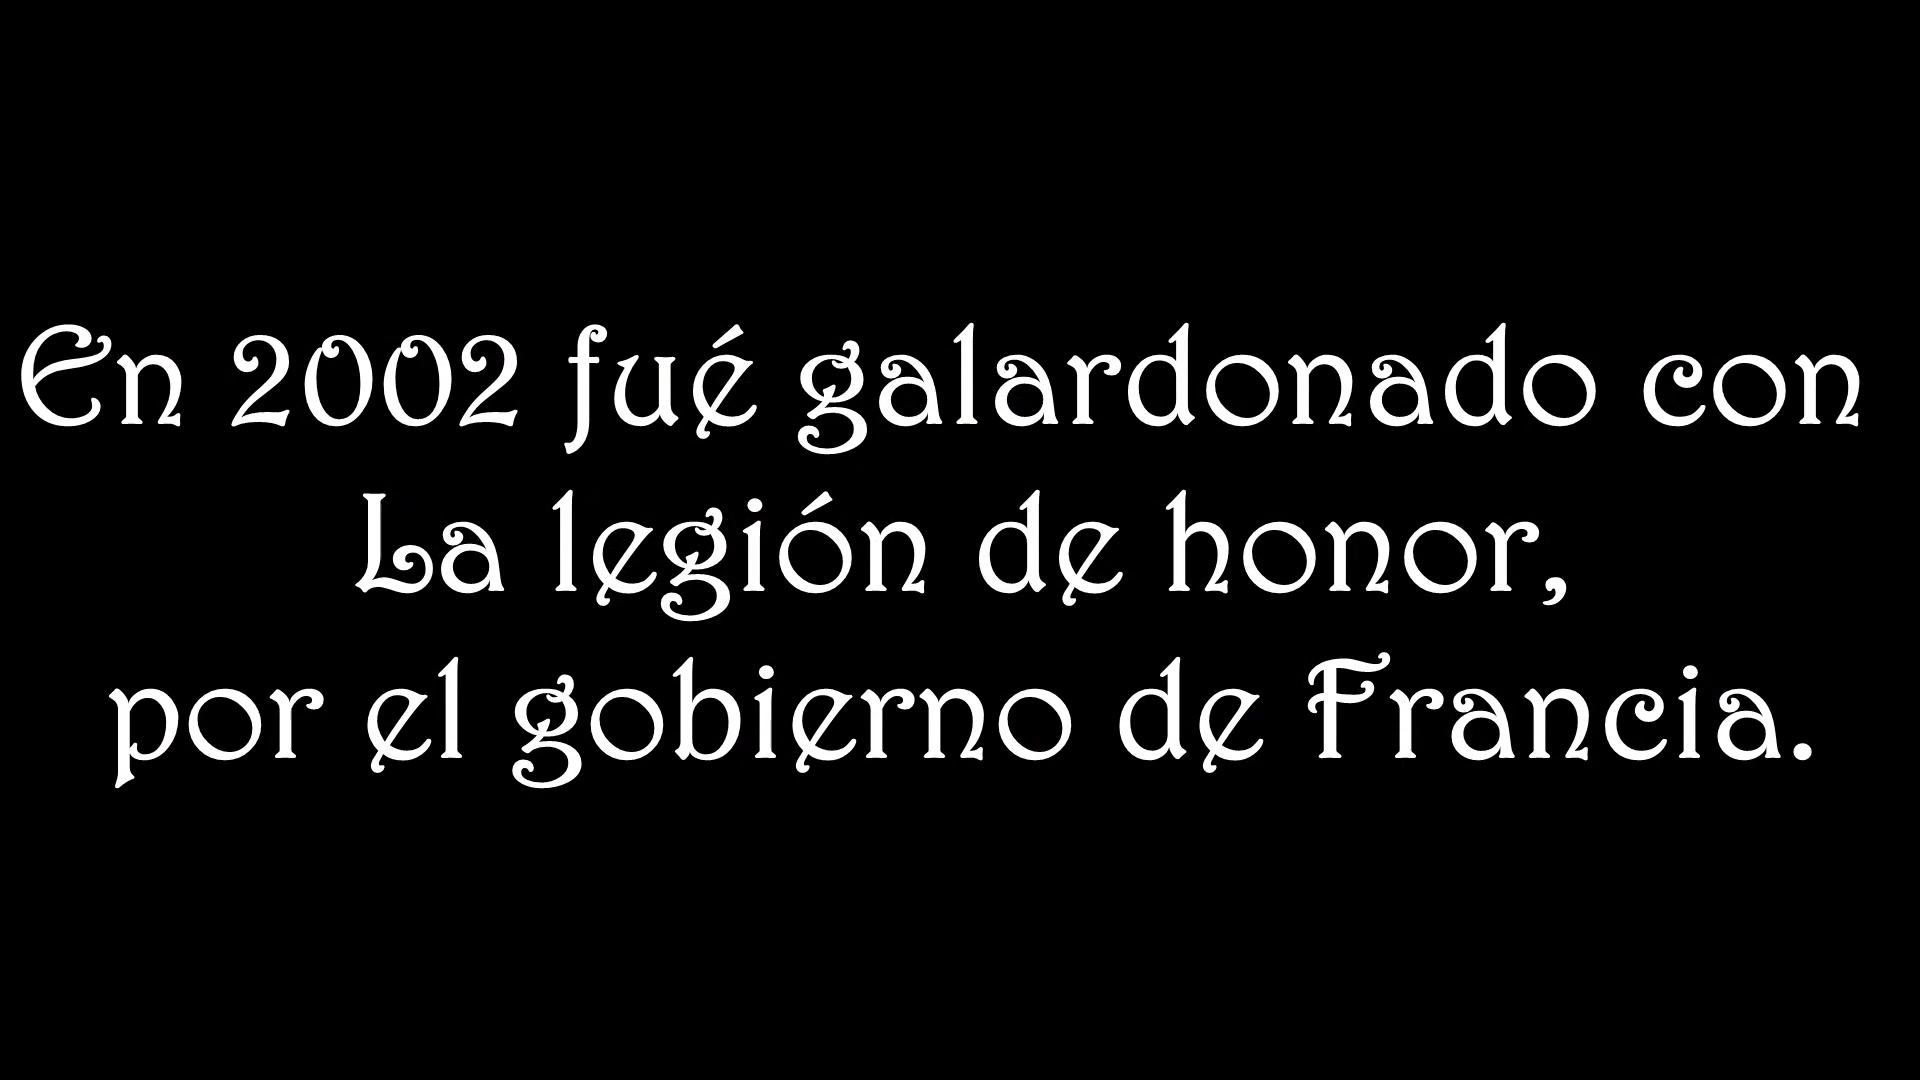 En 2002 fué galardonado con
La legión de honor,
por el gobierno de Francia.